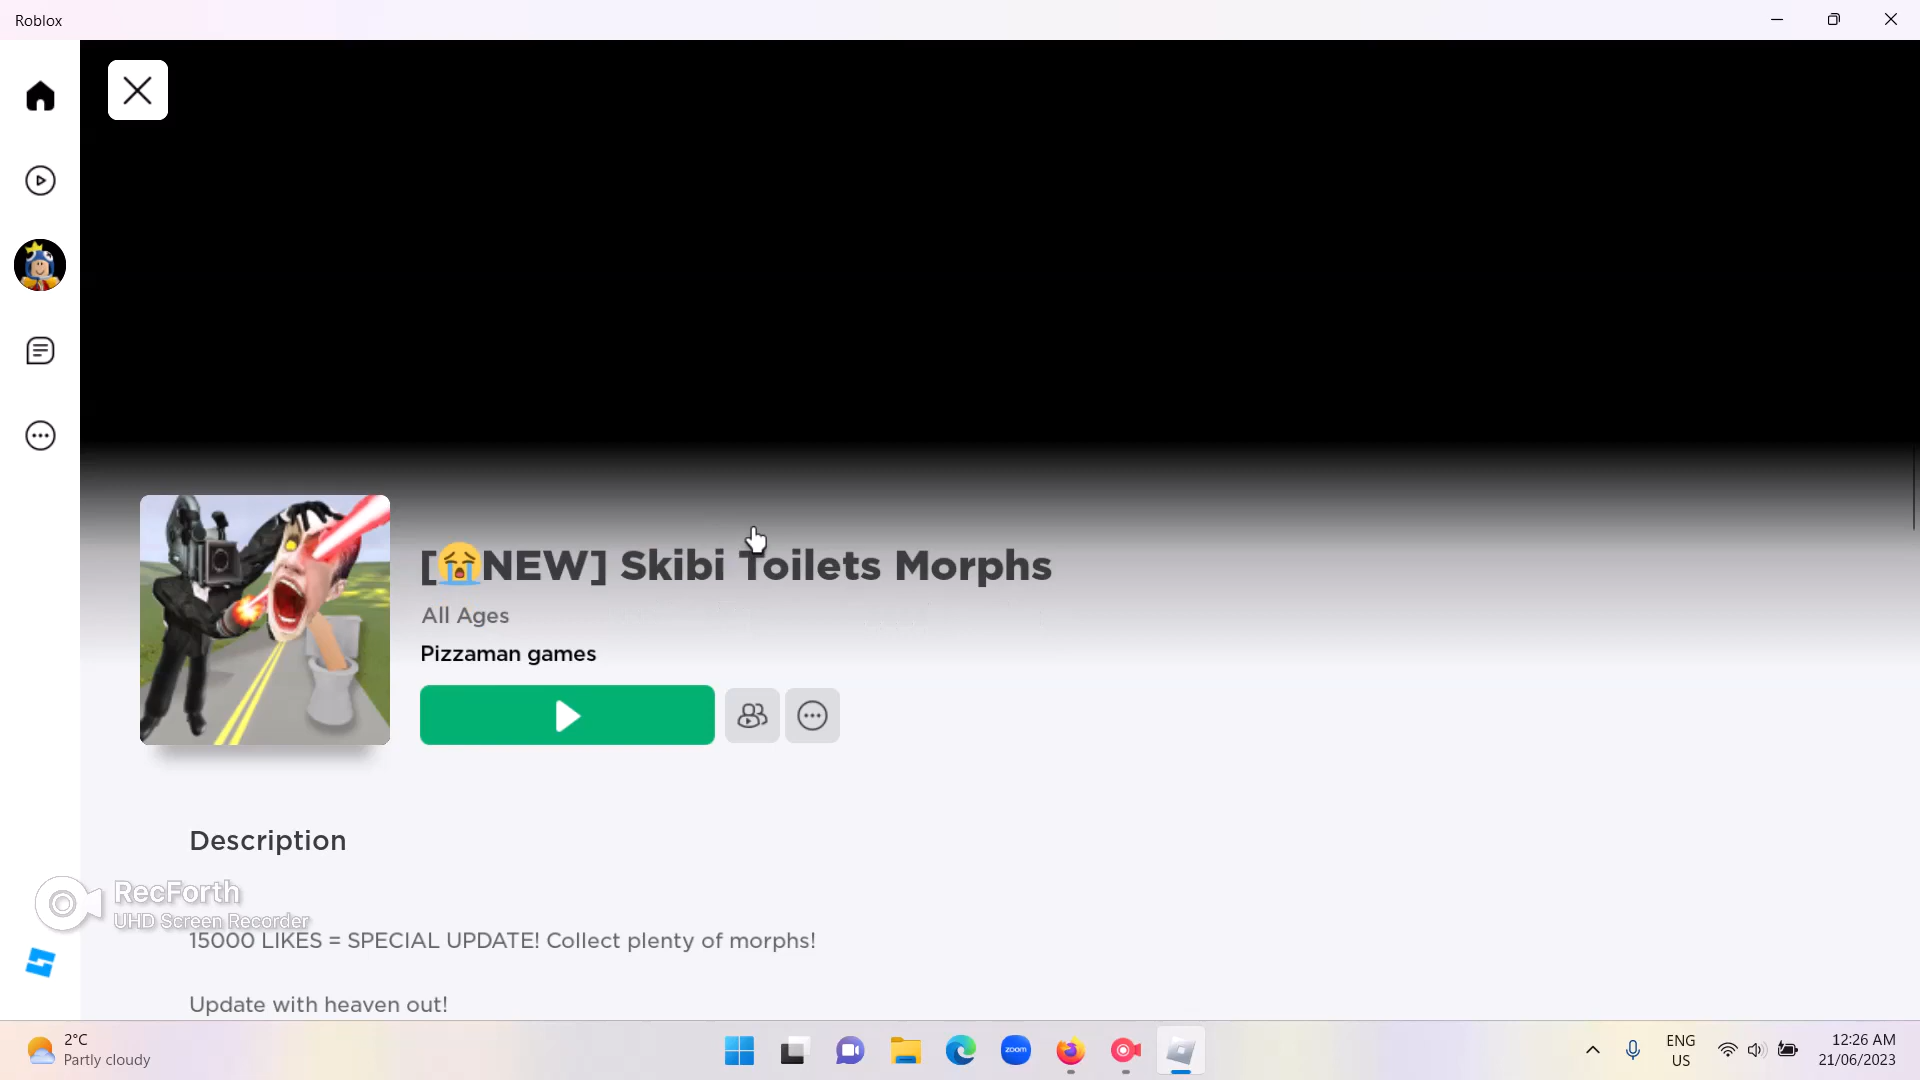 Roblox
[😭NEW] Skibi Toilets Morphs
All Ages
Pizzaman games
Description
RecForth
UHD Screen Recorder
15000 LIKES = SPECIAL UPDATE! Collect plenty of morphs!
Update with heaven out!
2°C
Partly cloudy
zoom
ENG
US
12:26 AM
21/06/2023